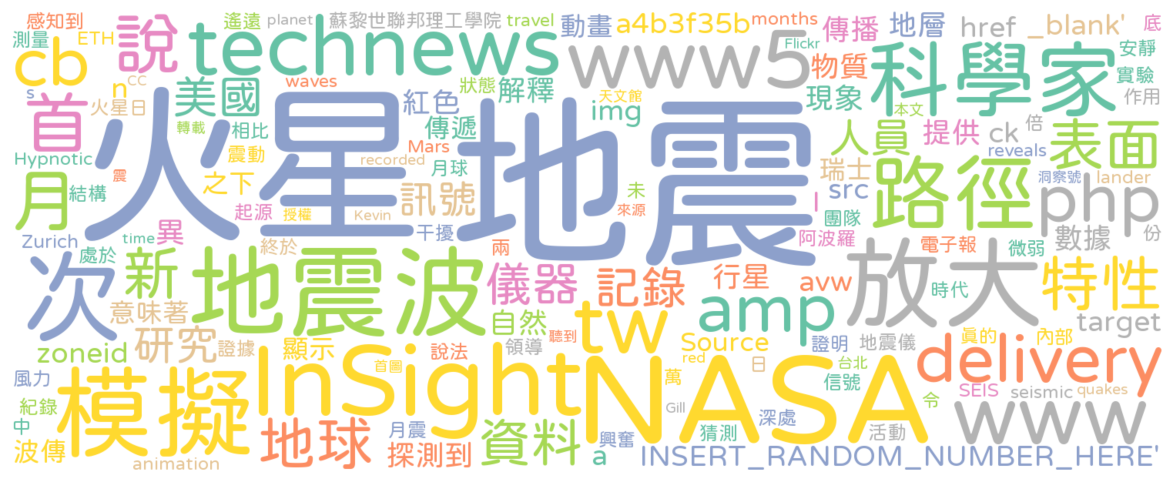 遙遠 planet 蘇黎世聯邦理工學院 travel 動畫 a4b3f35b months 傳播 地層 href _blank' 底
測量 ETH 感知到 說 technews Flickr 安靜
cb www5 物質 科學家 實驗
s n CC waves 狀態 解釋 天文館 img 現象 本文 作用
首 火星日 美國 紅色 火星 地震
轉載 相比 傳遞 人員 提供 ck 倍 表面
Hypnotic 震動 Mars recorded 月球 reveals
月 結構 震 之下 瑞士 src l 洞察號 lander
起源 授權 Kevin 訊號 未 來源 團隊 路徑 php
Zurich time 異 干擾 阿波羅 數據 份
處於 終於 兩 電子報 微弱
次 新 地震波 儀器 記錄 行星 avw 放大 時代 特性
意味著 自然 amp target
zoneid 研究 證據 顯示 說法 領導 聽到 tw Source 證明 地震儀 真的 內部
風力 首圖 red 日 台北 delivery
紀錄 模擬 InSight NASA 萬 信號 令 SEIS seismic quakes
中 地球 月震 資料 Gill 深處 www
波傳 animation 探測到 興奮 a 猜測 活動 INSERT_RANDOM_NUMBER_HERE'